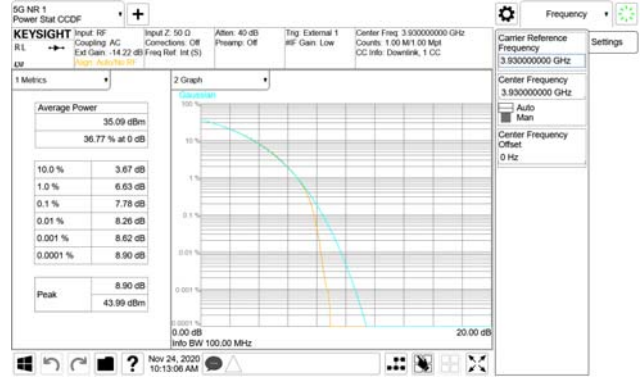 5G NR 1
Power Stat CCDF
KEYSIGHT
RL
Input: RF
Coupling: AC
Ext Gain: -14.22 dB
Align: Auto/No RF
Input Z: 50 Ω
Corrections: Off
Freq Ref: Int (S)
Atten: 40 dB
Preamp: Off
Trig: External 1
#IF Gain: Low
Center Freq: 3.930000000 GHz
Counts: 1.00 M/1.00 Mpt
CC Info: Downlink, 1 CC
1 Metrics
Average Power
35.09 dBm
36.77 % at 0 dB
10.0 % 3.67 dB
1.0 % 6.63 dB
0.1 % 7.78 dB
0.01 % 8.26 dB
0.001 % 8.62 dB
0.0001 % 8.90 dB
Peak
8.90 dB
43.99 dBm
2 Graph
Gaussian
100 %
10 %
1 %
0.1 %
0.01 %
0.001 %
0.0001 %
0.00 dB
20.00 dB
Info BW 100.00 MHz
Frequency
Settings
Carrier Reference
Frequency
3.930000000 GHz
Center Frequency
3.930000000 GHz
Auto
Man
Center Frequency
Offset
0 Hz
?
Nov 24, 2020
10:13:06 AM